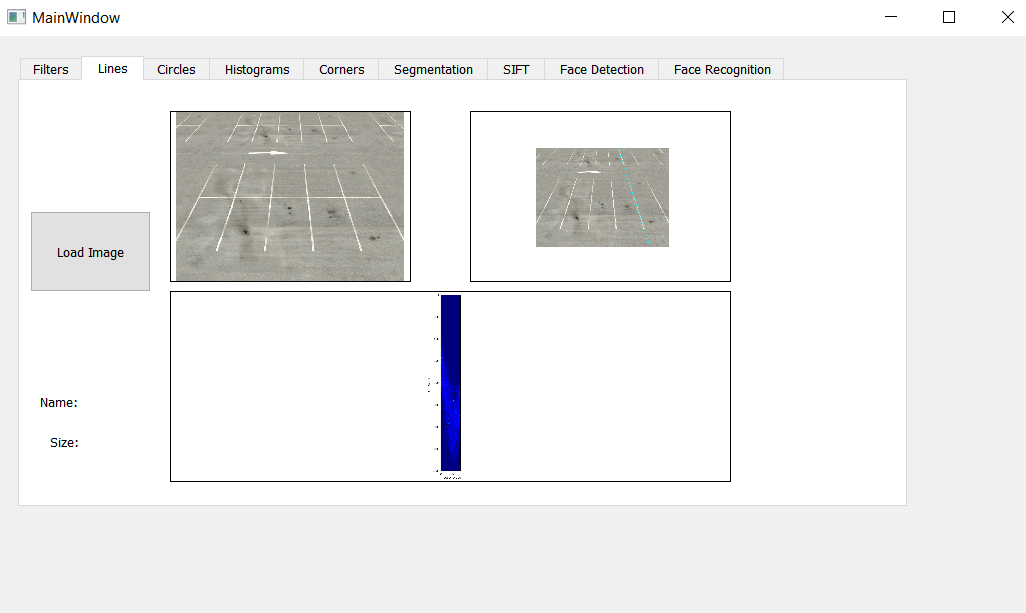 MainWindow
Filters Lines Circles Histograms Corners Segmentation SIFT Face Detection Face Recognition
Load Image
Name:
Size: